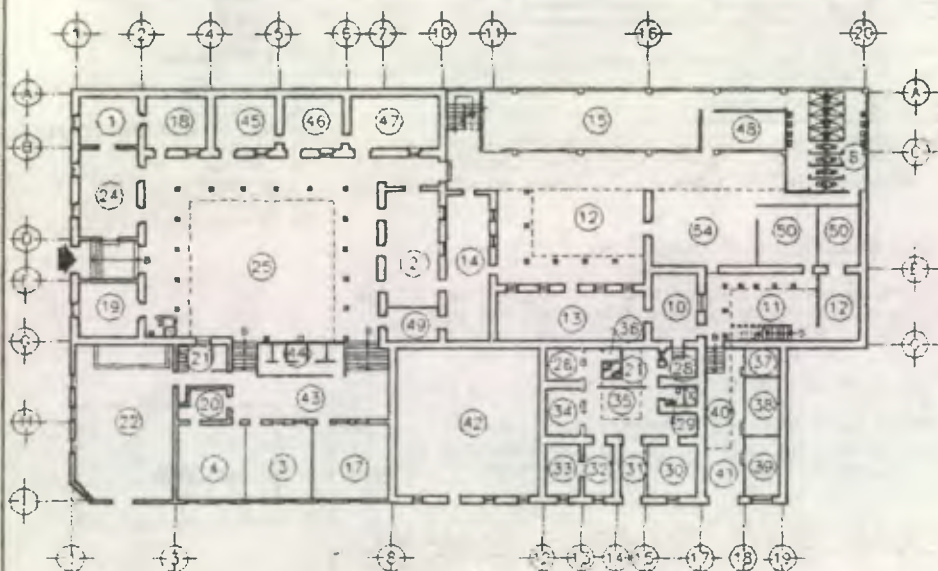 1 2 4 5 6 7 10 11 16 20
A A
1 18 45 46 47 15 48
B C
24 5
12 54 50 50
D 25 2 14
E
F 19 13 10 11 12
49 36
G G
21 44 26 21 28 37
43 35
22 20 42 34 40 38
H 29
4 3 17 33 32 31 30 41 39
I
1 3 8 12 13 14 15 17 18 19